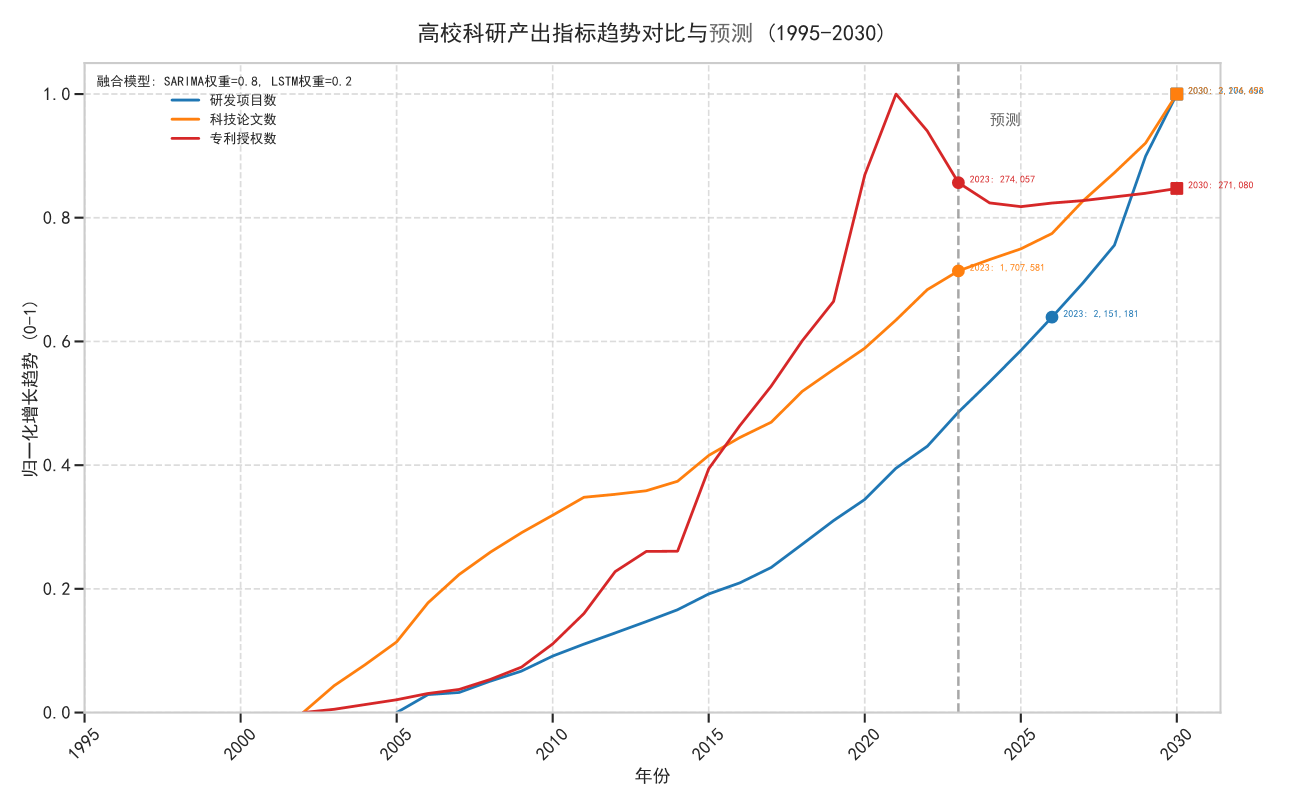 高校科研产出指标趋势对比与预测 (1995-2030)
融合模型: SARIMA权重=0.8, LSTM权重=0.2
研发项目数
科技论文数
专利授权数
预测
2023: 274,057
2030: 271,080
2023: 1,707,581
2023: 2,151,181
归一化增长趋势 (0-1)
1.0
0.8
0.6
0.4
0.2
0.0
1995
2000
2005
2010
2015
2020
2025
2030
年份